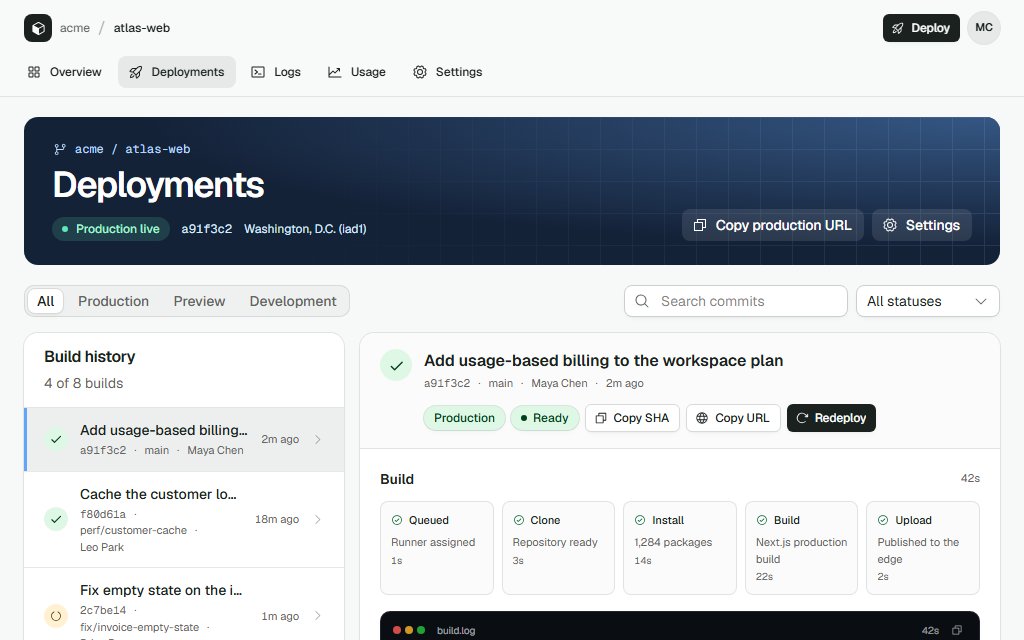 acme / atlas-web
Deploy
MC
Overview
Deployments
Logs
Usage
Settings
acme / atlas-web
Deployments
Production live
a91f3c2
Washington, D.C. (iad1)
Copy production URL
Settings
All
Production
Preview
Development
Search commits
All statuses
Build history
4 of 8 builds
Add usage-based billing...
a91f3c2 · main · Maya Chen
2m ago
Cache the customer lo...
f80d61a ·
perf/customer-cache ·
Leo Park
18m ago
Fix empty state on the i...
2c7be14 ·
fix/invoice-empty-state ·
1m ago
Add usage-based billing to the workspace plan
a91f3c2 · main · Maya Chen · 2m ago
Production
Ready
Copy SHA
Copy URL
Redeploy
Build
42s
Queued
Runner assigned
1s
Clone
Repository ready
3s
Install
1,284 packages
14s
Build
Next.js production
build
22s
Upload
Published to the
edge
2s
build.log
42s